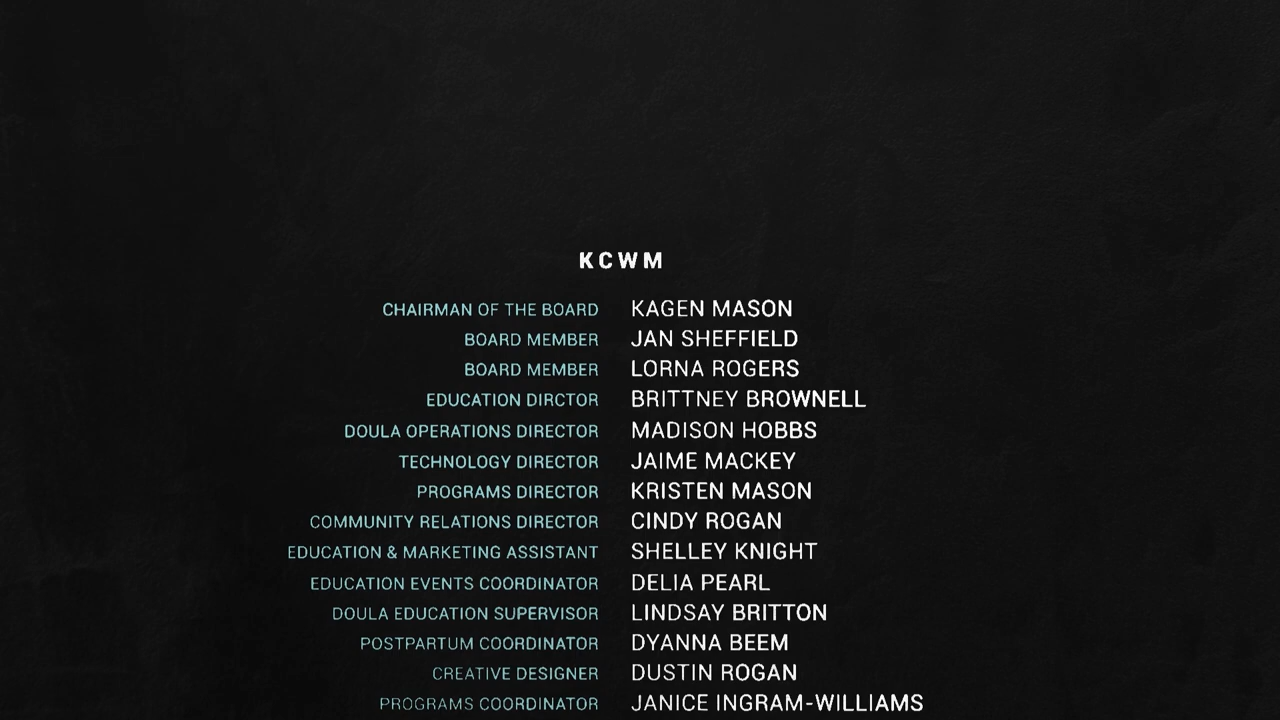 KCWM
CHAIRMAN OF THE BOARD KAGEN MASON
BOARD MEMBER JAN SHEFFIELD
BOARD MEMBER LORNA ROGERS
EDUCATION DIRCTOR BRITTNEY BROWNELL
DOULA OPERATIONS DIRECTOR MADISON HOBBS
TECHNOLOGY DIRECTOR JAIME MACKEY
PROGRAMS DIRECTOR KRISTEN MASON
COMMUNITY RELATIONS DIRECTOR CINDY ROGAN
EDUCATION & MARKETING ASSISTANT SHELLEY KNIGHT
EDUCATION EVENTS COORDINATOR DELIA PEARL
DOULA EDUCATION SUPERVISOR LINDSAY BRITTON
POSTPARTUM COORDINATOR DYANNA BEEM
CREATIVE DESIGNER DUSTIN ROGAN
PROGRAMS COORDINATOR JANICE INGRAM-WILLIAMS